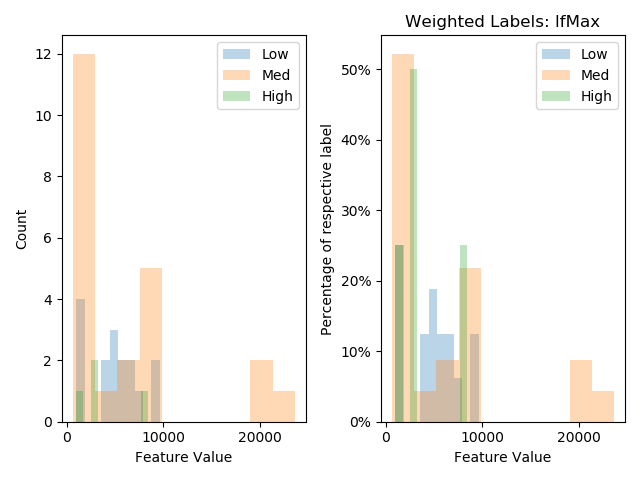 Weighted Labels: lfMax
Count
12
10
8
6
4
2
0
0
10000
20000
Feature Value
Low
Med
High
Percentage of respective label
50%
40%
30%
20%
10%
0%
0
10000
20000
Feature Value
Low
Med
High